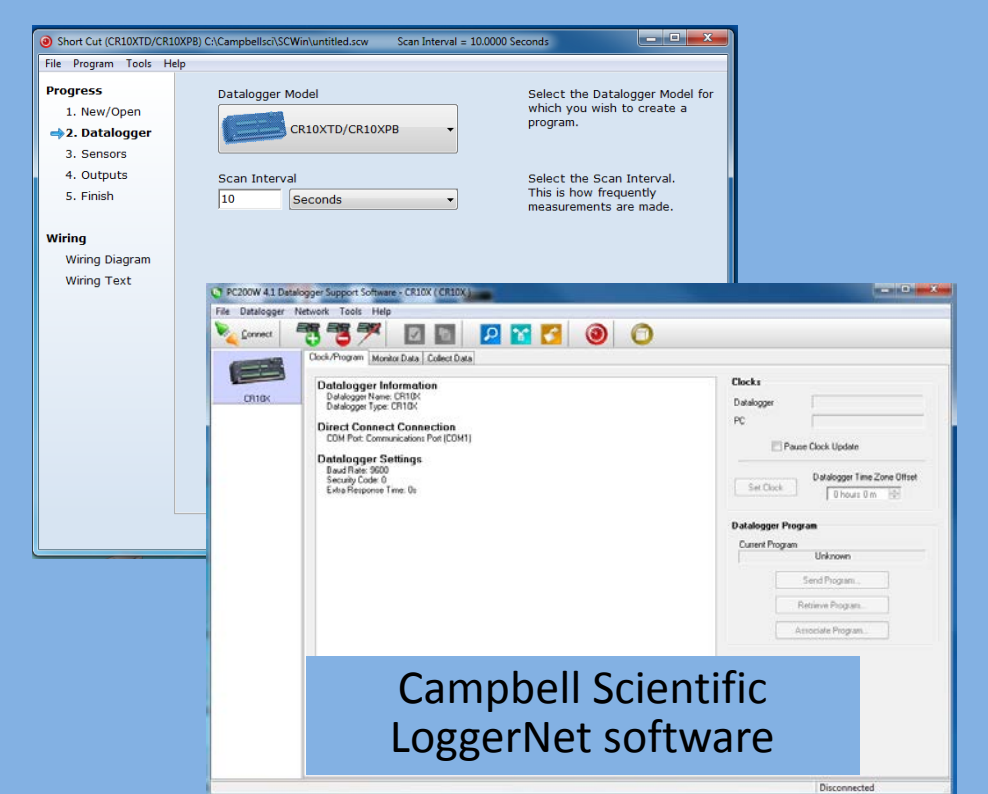 Short Cut (CR10XTD/CR10XPB) C:\Campbellsci\SCWin\untitled.scw Scan Interval = 10.0000 Seconds
File Program Tools Help
Progress
1. New/Open
2. Datalogger
3. Sensors
4. Outputs
5. Finish
Wiring
Wiring Diagram
Wiring Text
Datalogger Model
CR10XTD/CR10XPB
Select the Datalogger Model for
which you wish to create a
program.
Scan Interval
10 Seconds
Select the Scan Interval.
This is how frequently
measurements are made.
PC200W 4.1 Datalogger Support Software - CR10X ( CR10X )
File Datalogger Network Tools Help
Connect
CR10X
Clock/Program Monitor Data Collect Data
Datalogger Information
Datalogger Name: CR10X
Datalogger Type: CR10X
Direct Connect Connection
COM Port: Communications Port (COM1)
Datalogger Settings
Baud Rate: 9600
Security Code: 0
Extra Response Time: 0s
Clocks
Datalogger
PC
Pause Clock Update
Set Clock
Datalogger Time Zone Offset
0 hours 0 m
Datalogger Program
Current Program
Unknown
Send Program...
Retrieve Program...
Associate Program...
Campbell Scientific
LoggerNet software
Disconnected